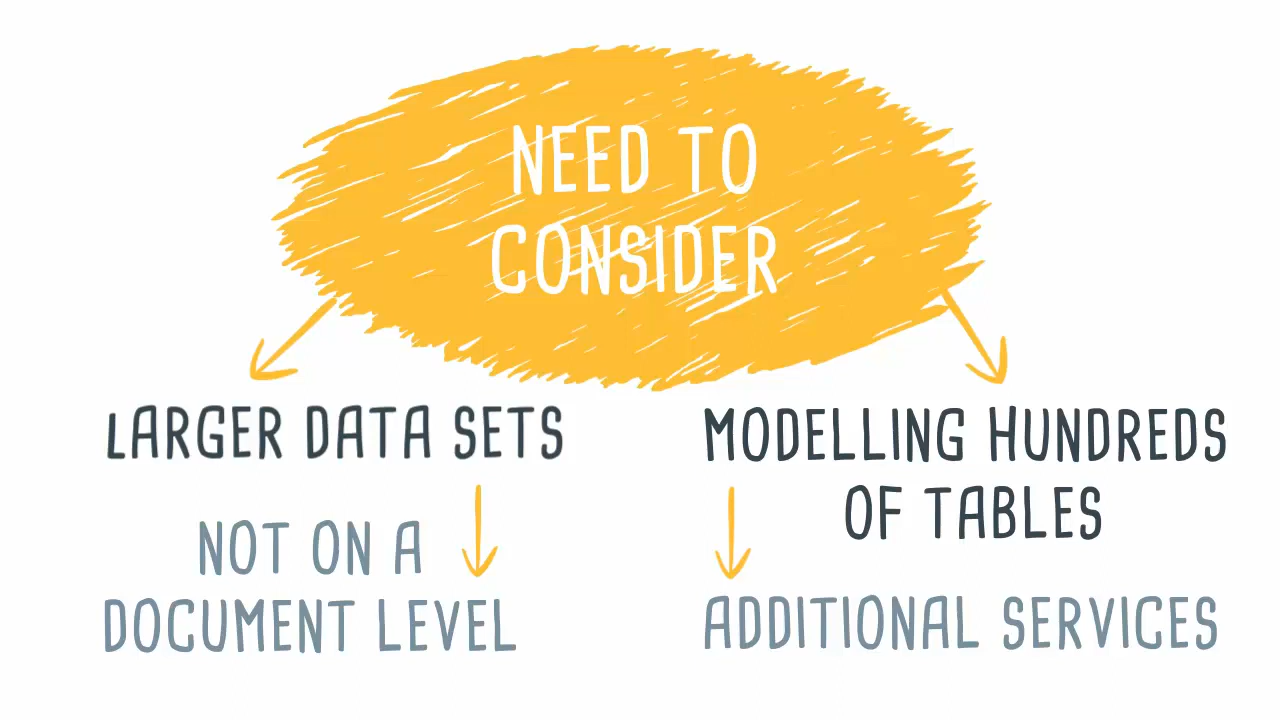 NEED TO
CONSIDER
LARGER DATA SETS
NOT ON A
DOCUMENT LEVEL
MODELLING HUNDREDS
OF TABLES
ADDITIONAL SERVICES